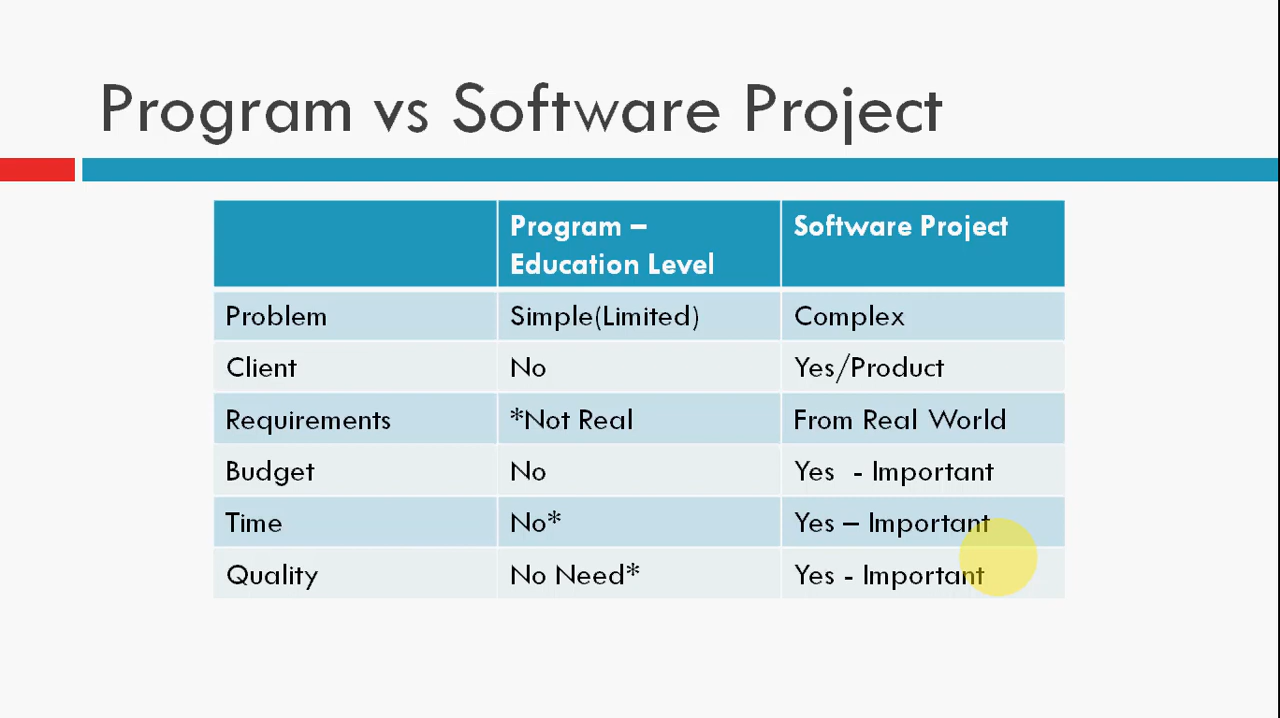 Program vs Software Project
Program – Software Project
Education Level
Problem Simple(Limited) Complex
Client No Yes/Product
Requirements *Not Real From Real World
Budget No Yes - Important
Time No* Yes – Important
Quality No Need* Yes - Important